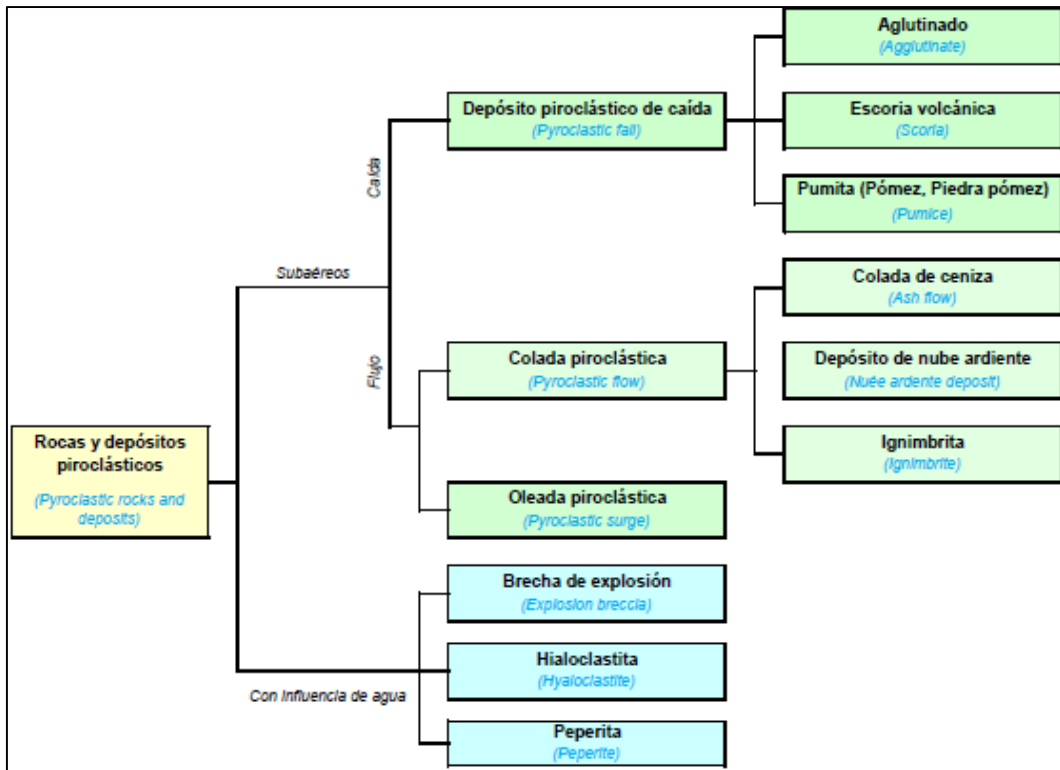 Aglutinado
(Agglutinate)
Depósito piroclástico de caída
(Pyroclastic fall)
Escoria volcánica
(Scoria)
Caída
Pumita (Pómez, Piedra pómez)
(Pumice)
Subaéreos
Colada de ceniza
(Ash flow)
Flujo
Colada piroclástica
(Pyroclastic flow)
Depósito de nube ardiente
(Nuée ardente deposit)
Rocas y depósitos
piroclásticos
(Pyroclastic rocks and
deposits)
Ignimbrita
(Ignimbrite)
Oleada piroclástica
(Pyroclastic surge)
Brecha de explosión
(Explosion breccia)
Hialoclastita
(Hyaloclastite)
Con influencia de agua
Peperita
(Peperite)